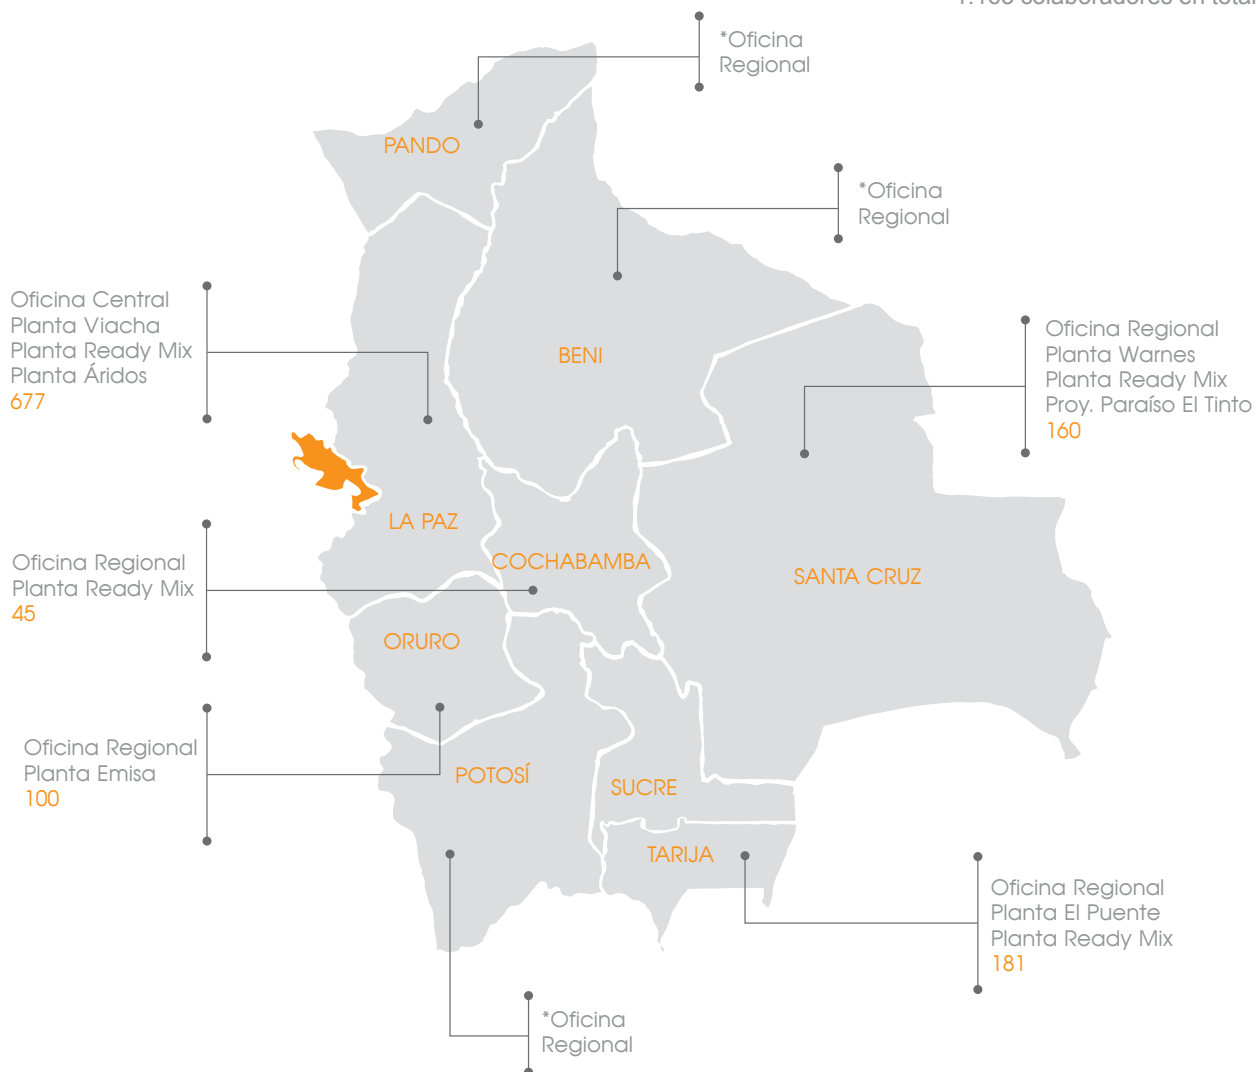 *Oficina
Regional
PANDO
*Oficina
Regional
Oficina Central
Planta Viacha
Planta Ready Mix
Planta Áridos
677
BENI
Oficina Regional
Planta Warnes
Planta Ready Mix
Proy. Paraíso El Tinto
160
LA PAZ
COCHABAMBA
SANTA CRUZ
Oficina Regional
Planta Ready Mix
45
ORURO
Oficina Regional
Planta Emisa
100
POTOSÍ
SUCRE
TARIJA
Oficina Regional
Planta El Puente
Planta Ready Mix
181
*Oficina
Regional